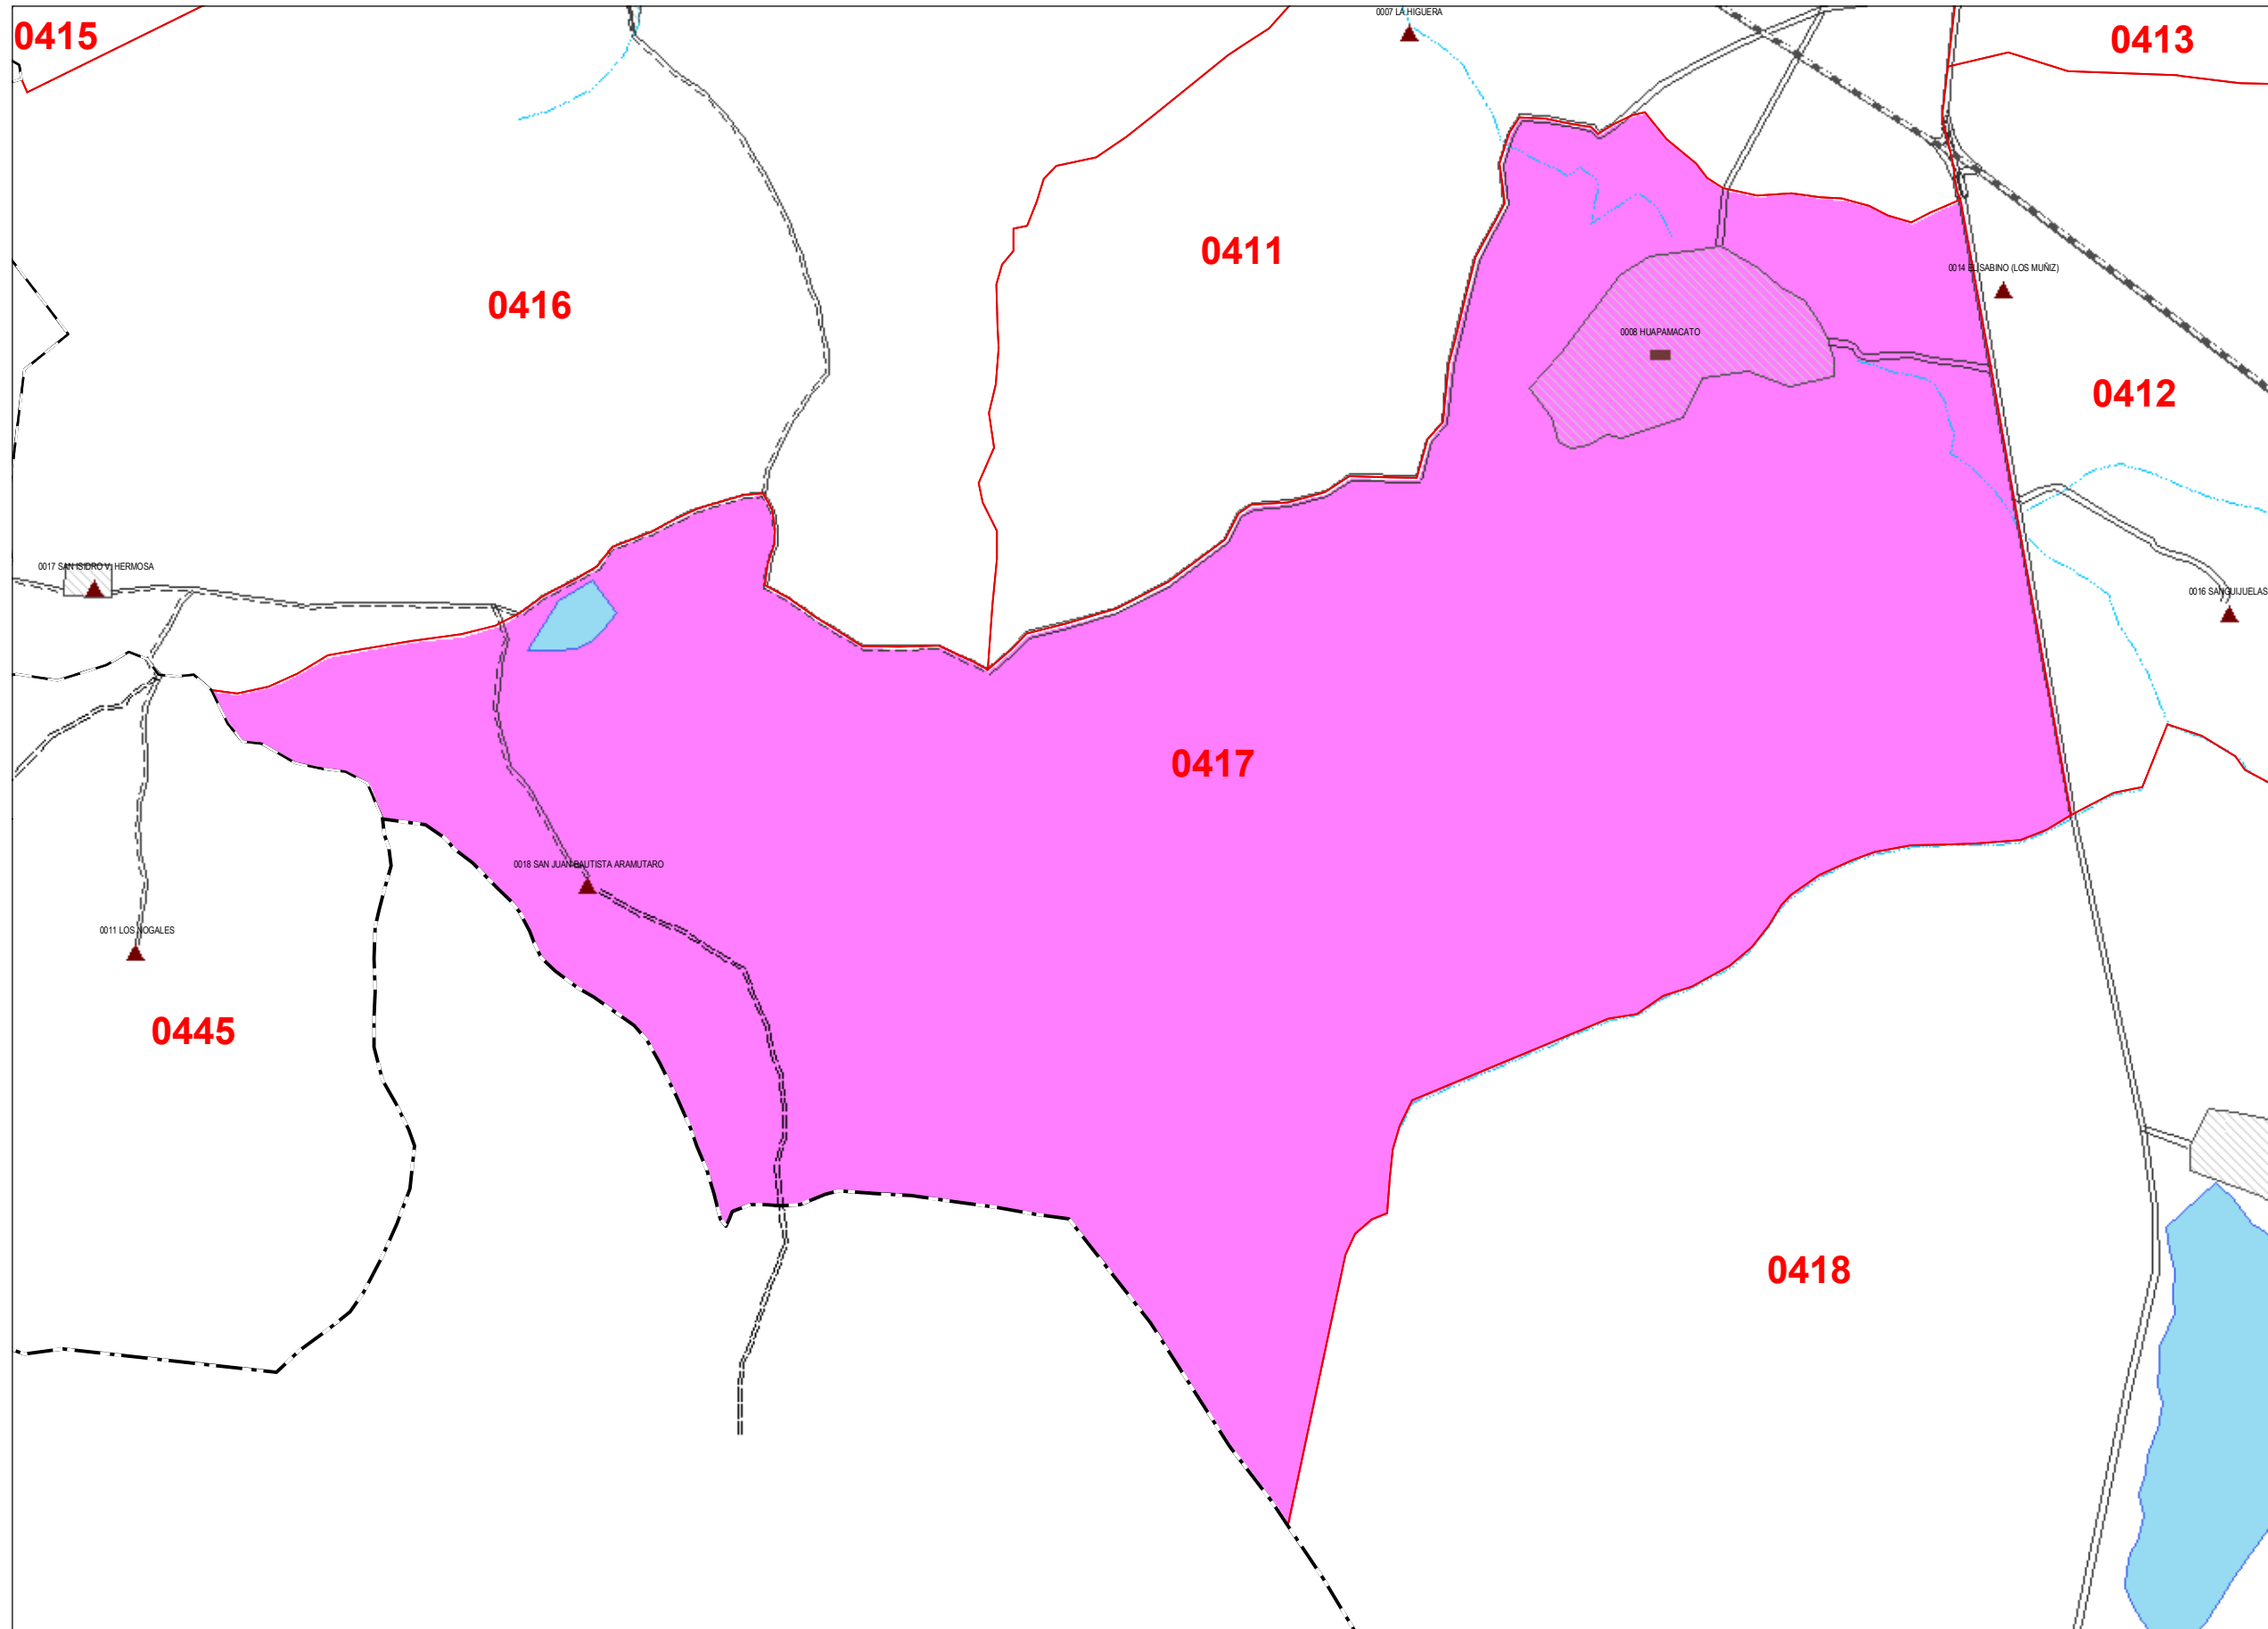 0007 LA HIGUERA
0415
0413
0411
0014 EL SABINO (LOS MUÑIZ)
0416
0008 HUAPAMACATO
0412
0017 SAN ISIDRO V. HERMOSA
0016 SANGUIJUELAS
0417
0018 SAN JUAN BAUTISTA ARAMUTARO
0011 LOS NOGALES
0445
0418